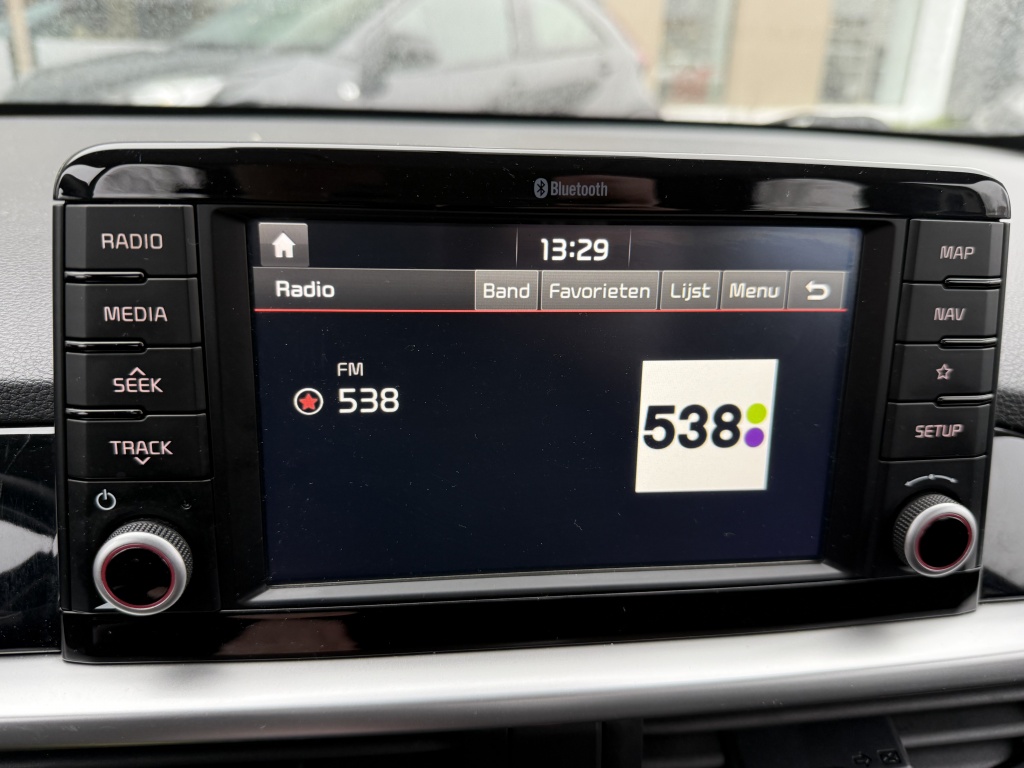 Bluetooth
RADIO
MEDIA
SEEK
TRACK
13:29
Radio
Band
Favorieten
Lijst
Menu
FM
538
538
MAP
NAV
SETUP